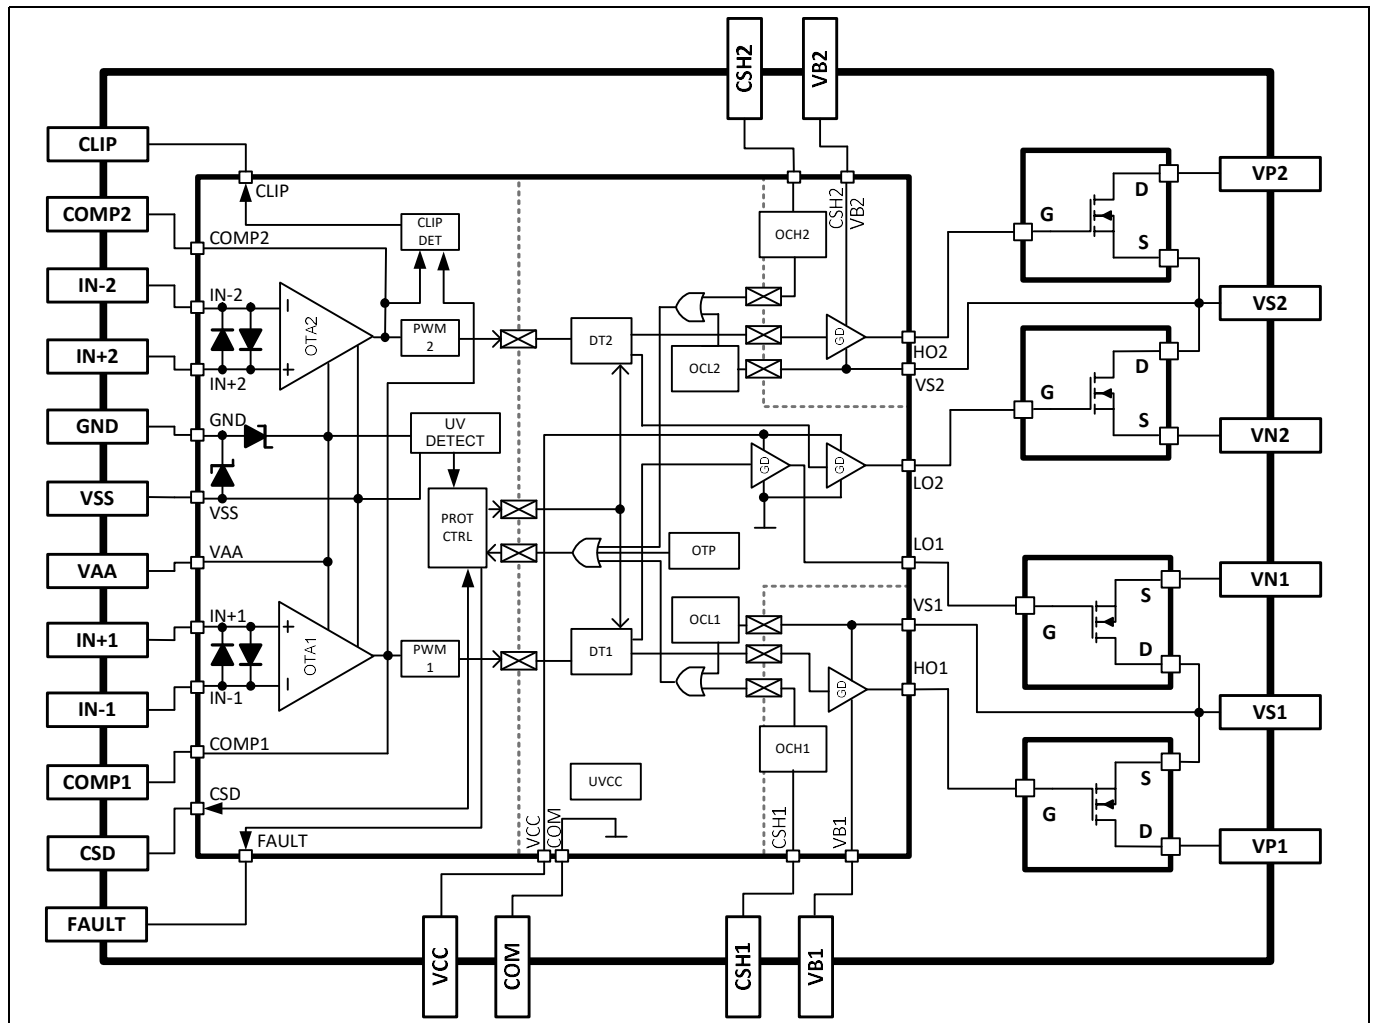 CSH2
VB2
CLIP
COMP2
IN-2
IN+2
GND
VSS
VAA
IN+1
IN-1
COMP1
CSD
FAULT
CLIP
COMP2
IN-2
IN+2
GND
VSS
VAA
IN+1
IN-1
COMP1
CSD
FAULT
CLIP
DET
OTA2
PWM
2
UV
DETECT
PROT
CTRL
OTA1
PWM
1
DT2
DT1
UVCC
OCH2
OCL2
OTP
OCL1
OCH1
GD
GD
GD
GD
CSH2
VB2
HO2
VS2
LO2
LO1
VS1
HO1
VCC
COM
CSH1
VB1
G
D
S
G
D
S
G
S
D
G
S
D
VP2
VS2
VN2
VN1
VS1
VP1
VCC
COM
CSH1
VB1